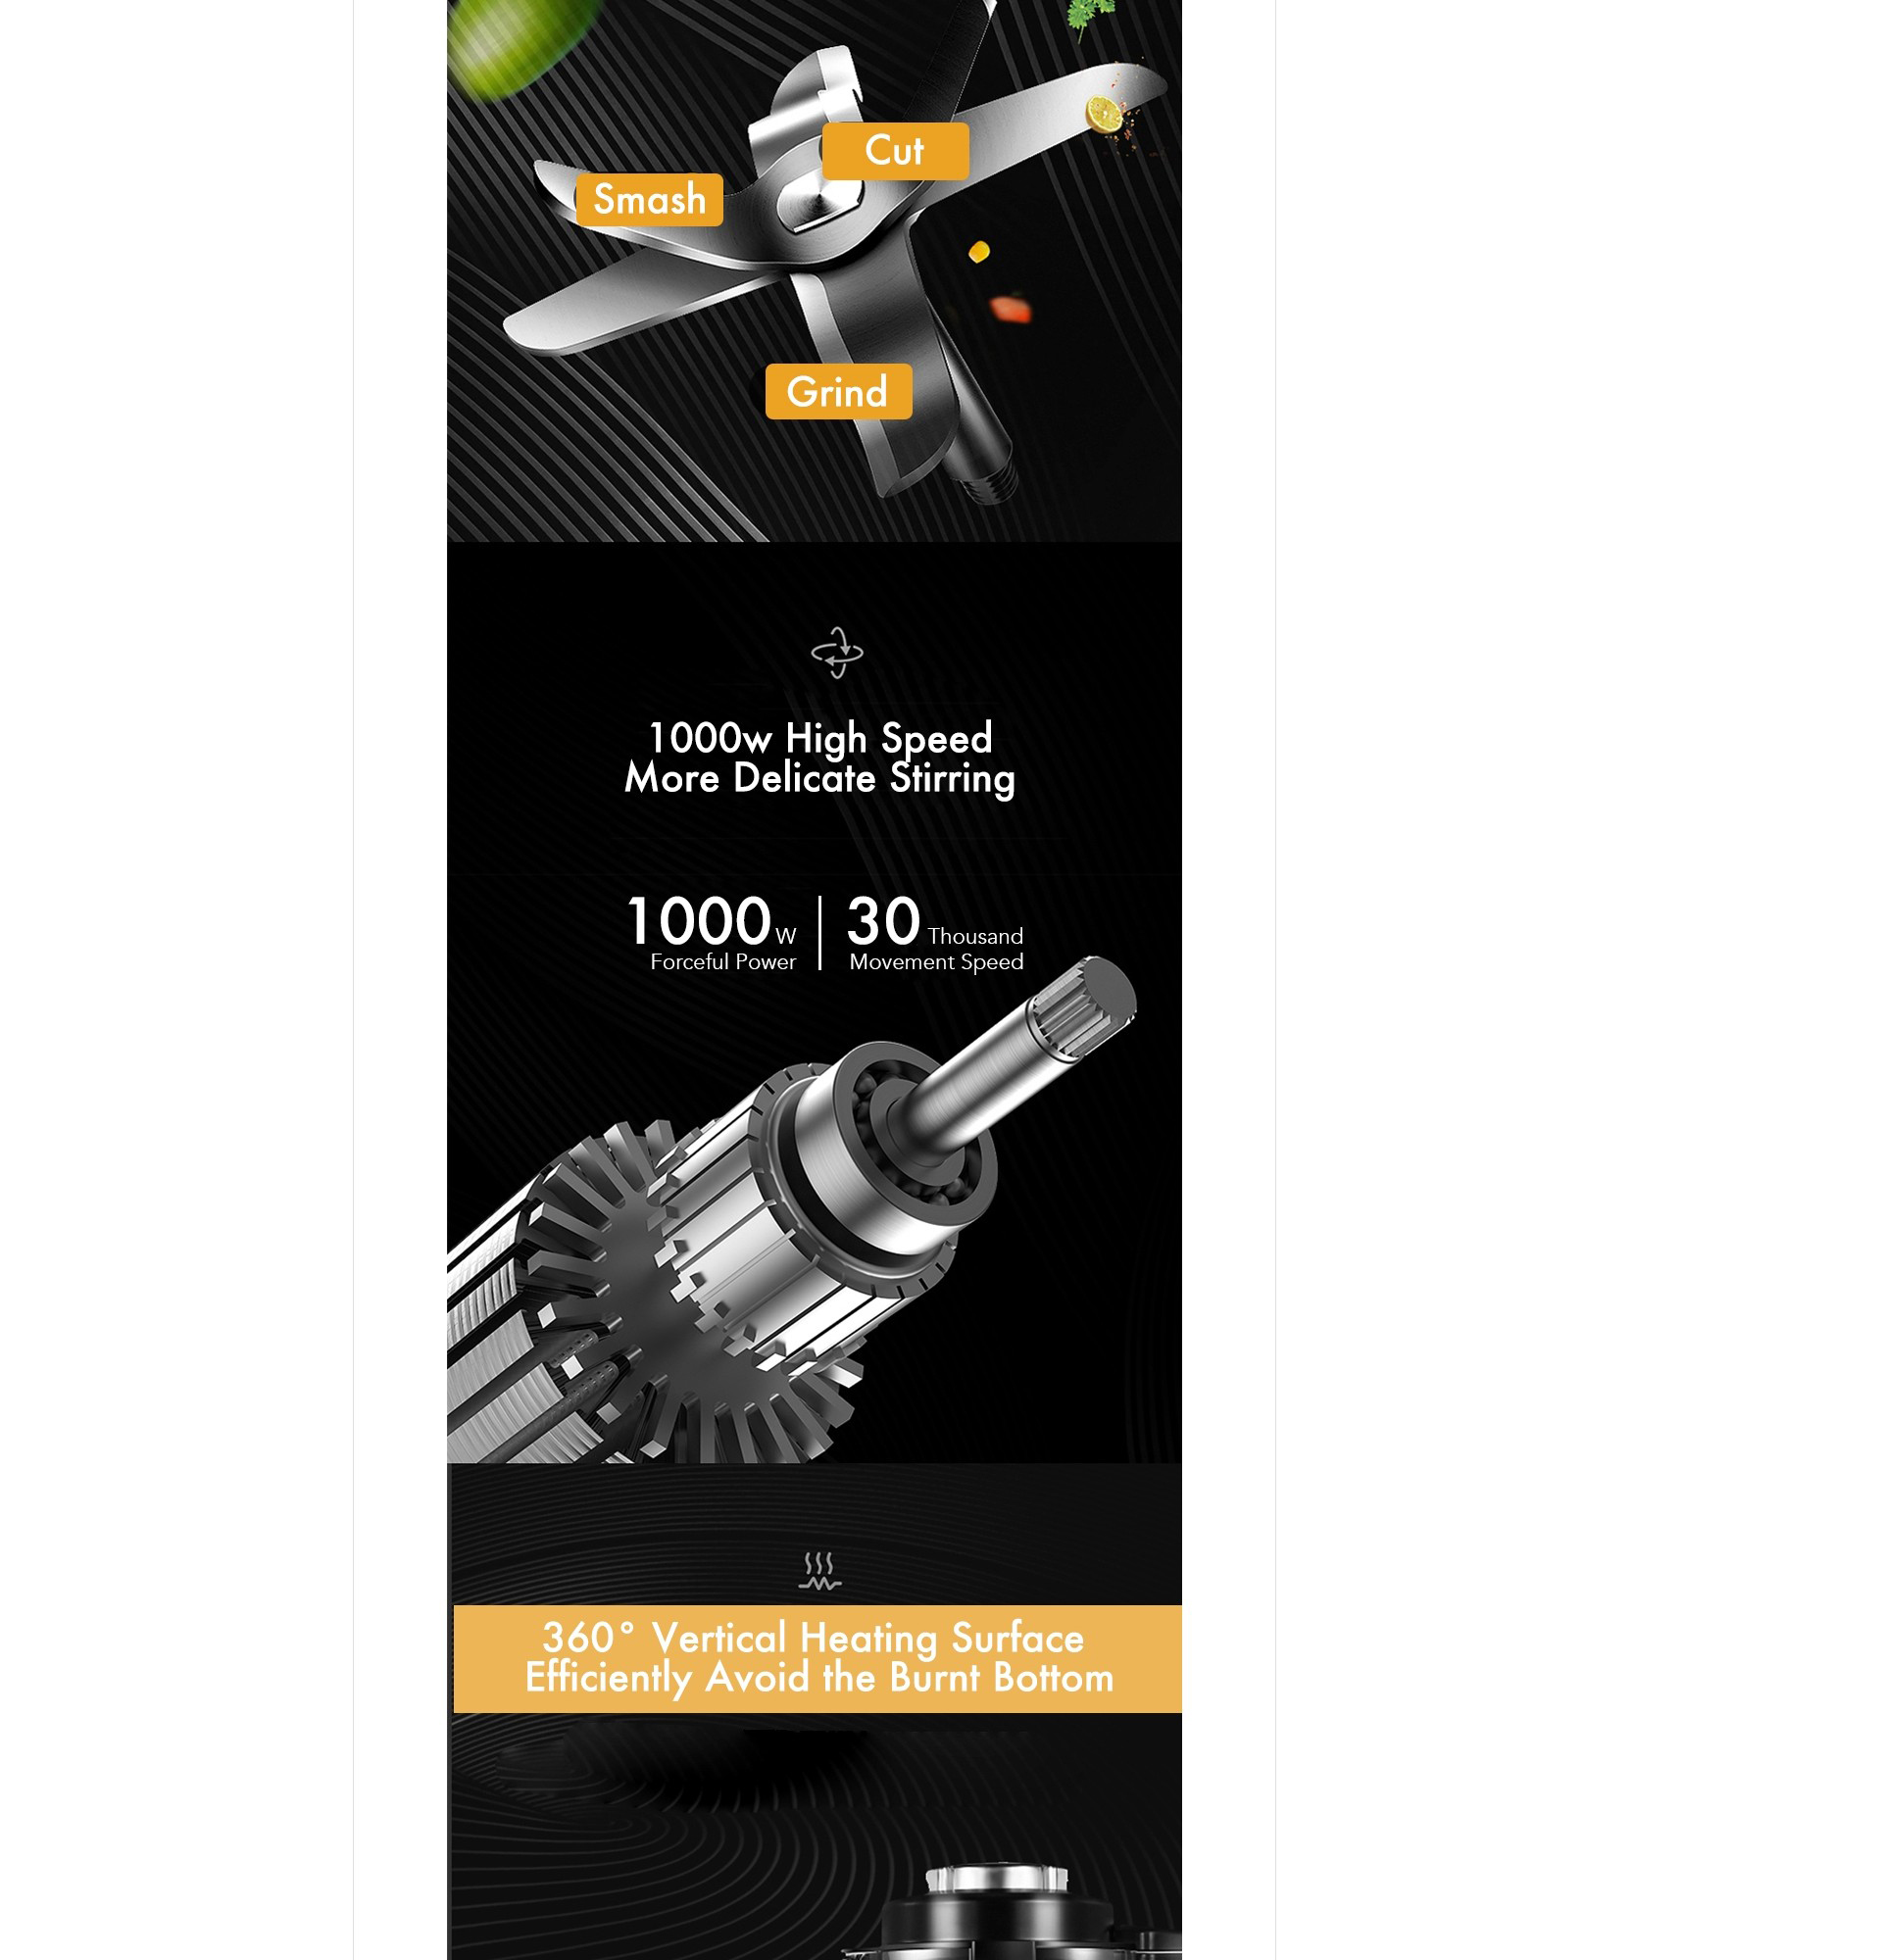 Cut
Smash
Grind
1000w High Speed
More Delicate Stirring
1000 W
Forceful Power
30 Thousand
Movement Speed
360° Vertical Heating Surface
Efficiently Avoid the Burnt Bottom